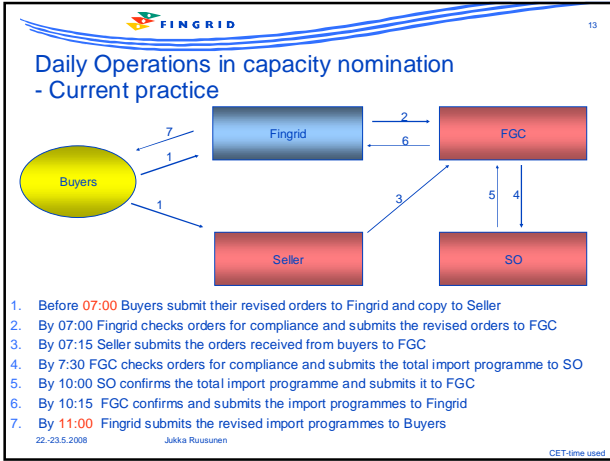 FINGRID
13
Daily Operations in capacity nomination
- Current practice
7
Fingrid
2
6
FGC
1
Buyers
1
3
5
4
Seller
SO
1. Before 07:00 Buyers submit their revised orders to Fingrid and copy to Seller
2. By 07:00 Fingrid checks orders for compliance and submits the revised orders to FGC
3. By 07:15 Seller submits the orders received from buyers to FGC
4. By 7:30 FGC checks orders for compliance and submits the total import programme to SO
5. By 10:00 SO confirms the total import programme and submits it to FGC
6. By 10:15 FGC confirms and submits the import programmes to Fingrid
7. By 11:00 Fingrid submits the revised import programmes to Buyers
22.-23.5.2008 Jukka Ruusunen
CET-time used